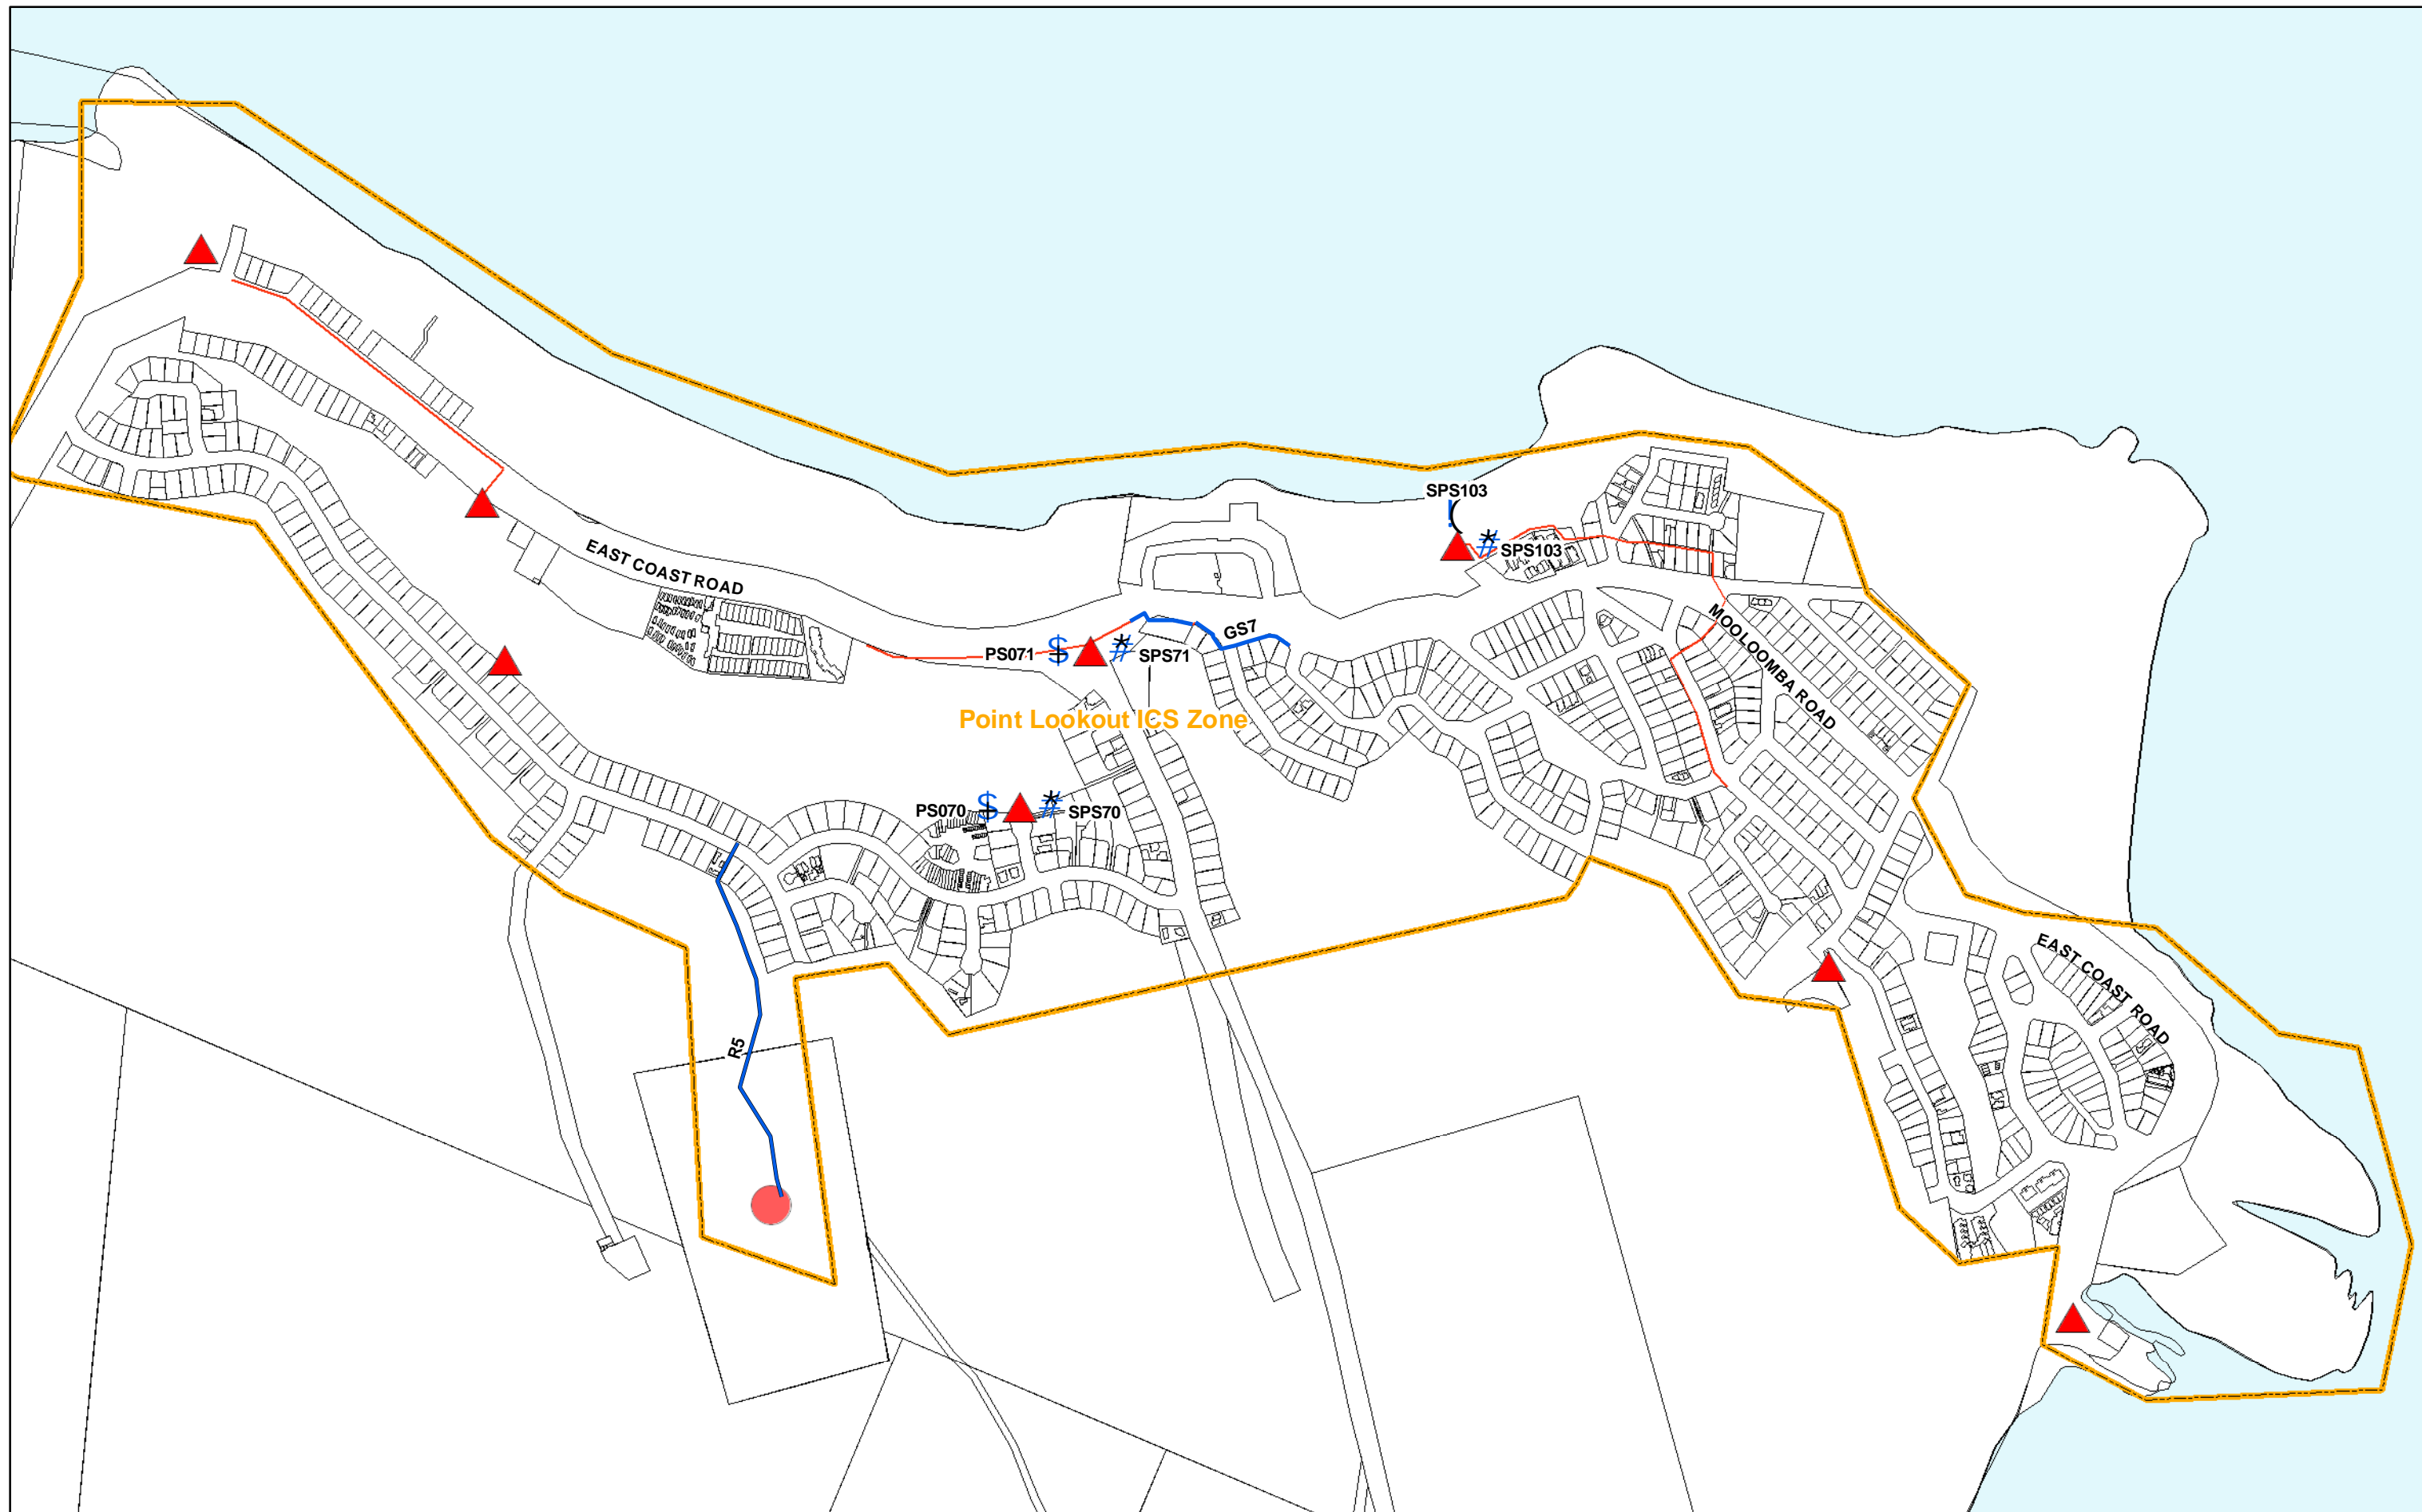 SPS103
SPS103
EAST COAST ROAD
MOOLOOMBA ROAD
GS7
PS071 $ * # SPS71
Point Lookout ICS Zone
PS070 $ * # SPS70
EAST COAST ROAD
R5